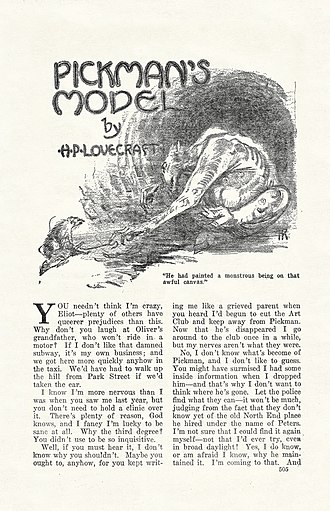 PICKMAN'S
MODEL
by
·H·P·LOVECRAFT·
"He had painted a monstrous being on that
awful canvas."
YOU needn't think I'm crazy,
Eliot—plenty of others have
queerer prejudices than this.
Why don't you laugh at Oliver's
grandfather, who won't ride in a
motor? If I don't like that damned
subway, it's my own business; and
we got here more quickly anyhow in
the taxi. We'd have had to walk up
the hill from Park Street if we'd
taken the car.
I know I'm more nervous than I
was when you saw me last year, but
you don't need to hold a clinic over
it. There's plenty of reason, God
knows, and I fancy I'm lucky to be
sane at all. Why the third degree?
You didn't use to be so inquisitive.
Well, if you must hear it, I don't
know why you shouldn't. Maybe you
ought to, anyhow, for you kept writ-
ing me like a grieved parent when
you heard I'd begun to cut the Art
Club and keep away from Pickman.
Now that he's disappeared I go
around to the club once in a while,
but my nerves aren't what they were.
No, I don't know what's become of
Pickman, and I don't like to guess.
You might have surmised I had some
inside information when I dropped
him—and that's why I don't want to
think where he's gone. Let the police
find what they can—it won't be much,
judging from the fact that they don't
know yet of the old North End place
he hired under the name of Peters.
I'm not sure that I could find it again
myself—not that I'd ever try, even
in broad daylight! Yes, I do know,
or am afraid I know, why he main-
tained it. I'm coming to that. And
505